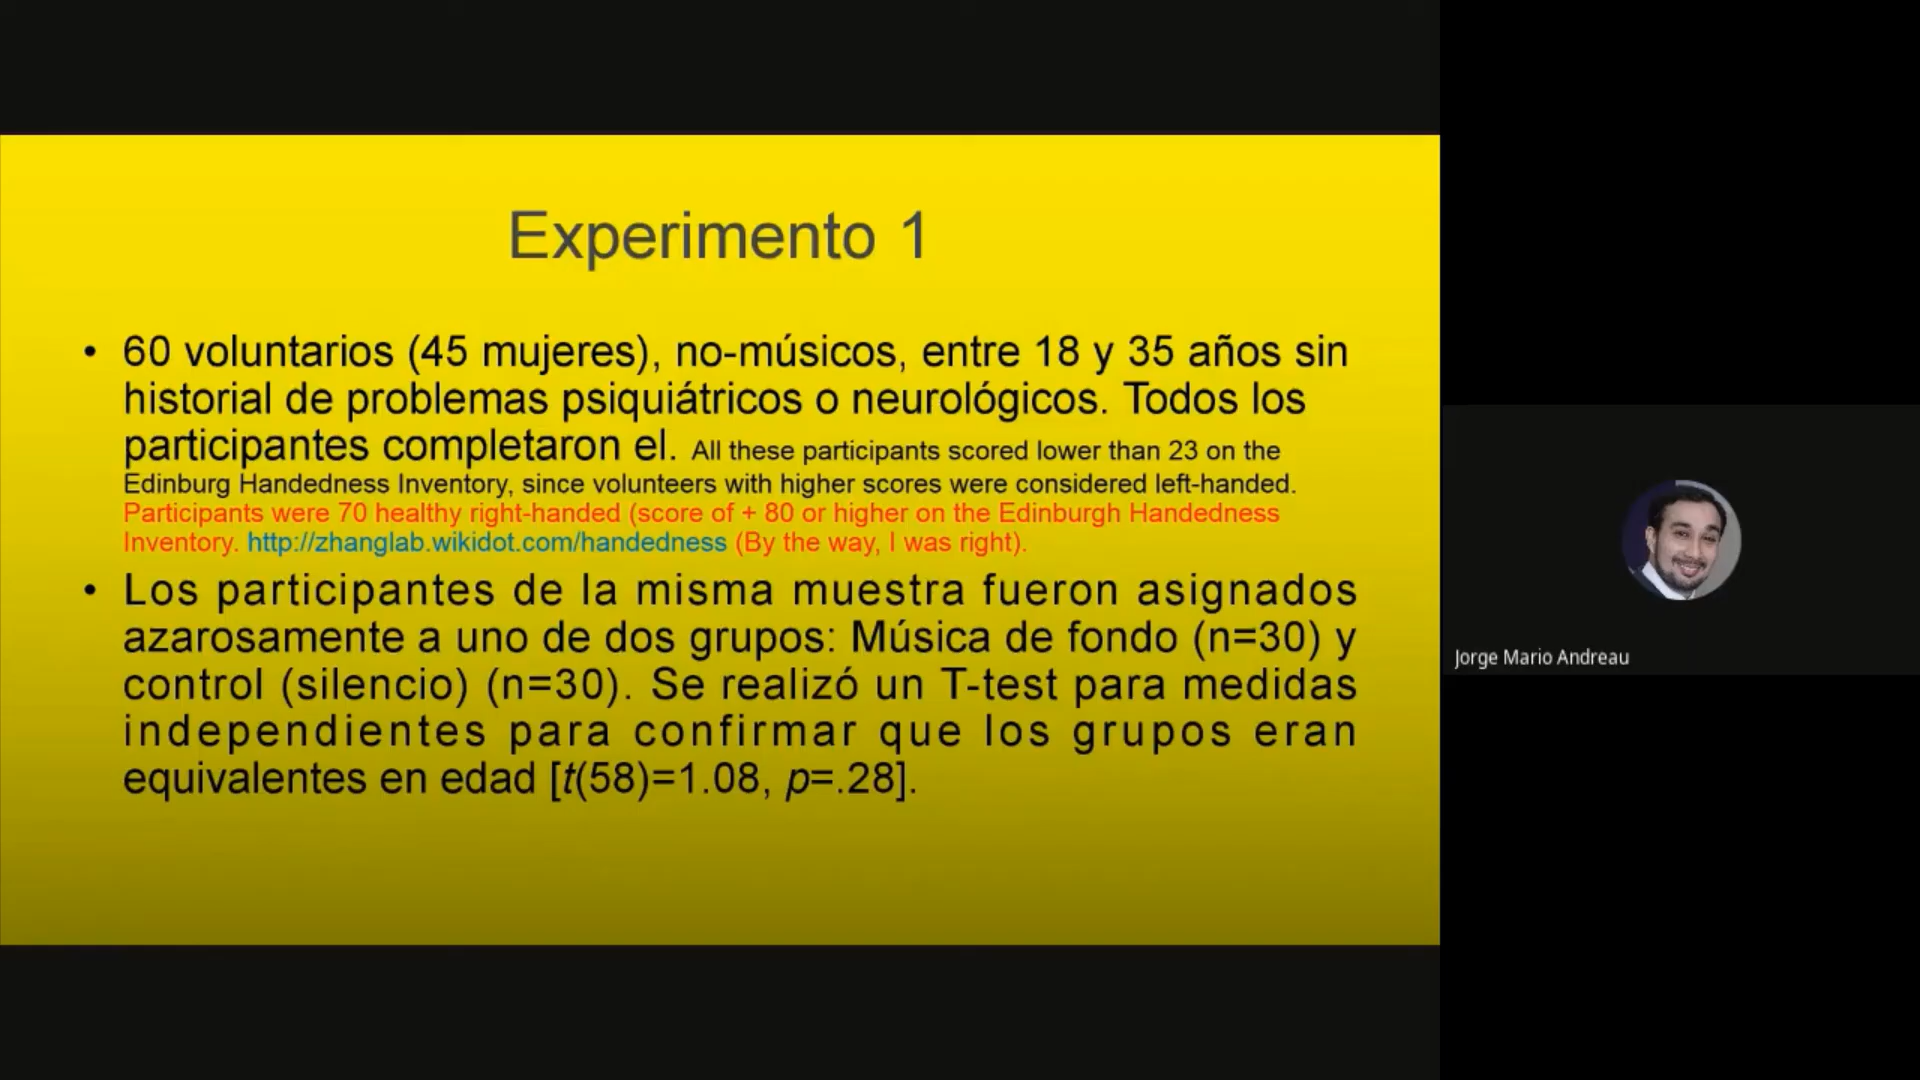 Experimento 1
• 60 voluntarios (45 mujeres), no-músicos, entre 18 y 35 años sin
historial de problemas psiquiátricos o neurológicos. Todos los
participantes completaron el. All these participants scored lower than 23 on the
Edinburg Handedness Inventory, since volunteers with higher scores were considered left-handed.
Participants were 70 healthy right-handed (score of + 80 or higher on the Edinburgh Handedness
Inventory. http://zhanglab.wikidot.com/handedness (By the way, I was right).
• Los participantes de la misma muestra fueron asignados
azarosamente a uno de dos grupos: Música de fondo (n=30) y
control (silencio) (n=30). Se realizó un T-test para medidas
independientes para confirmar que los grupos eran
equivalentes en edad [t(58)=1.08, p=.28].
Jorge Mario Andreau